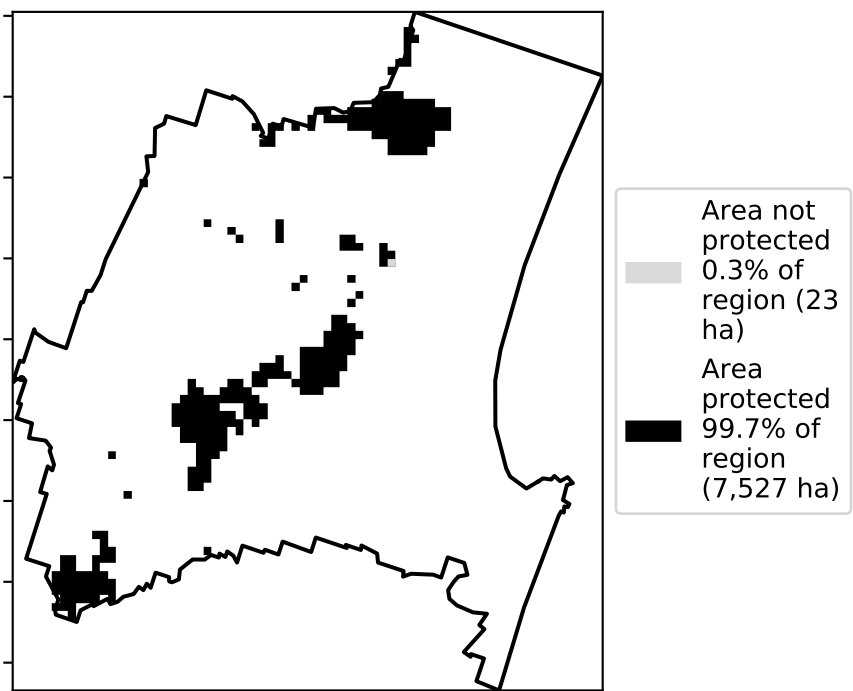 Area not
protected
0.3% of
region (23
ha)
Area
protected
99.7% of
region
(7,527 ha)